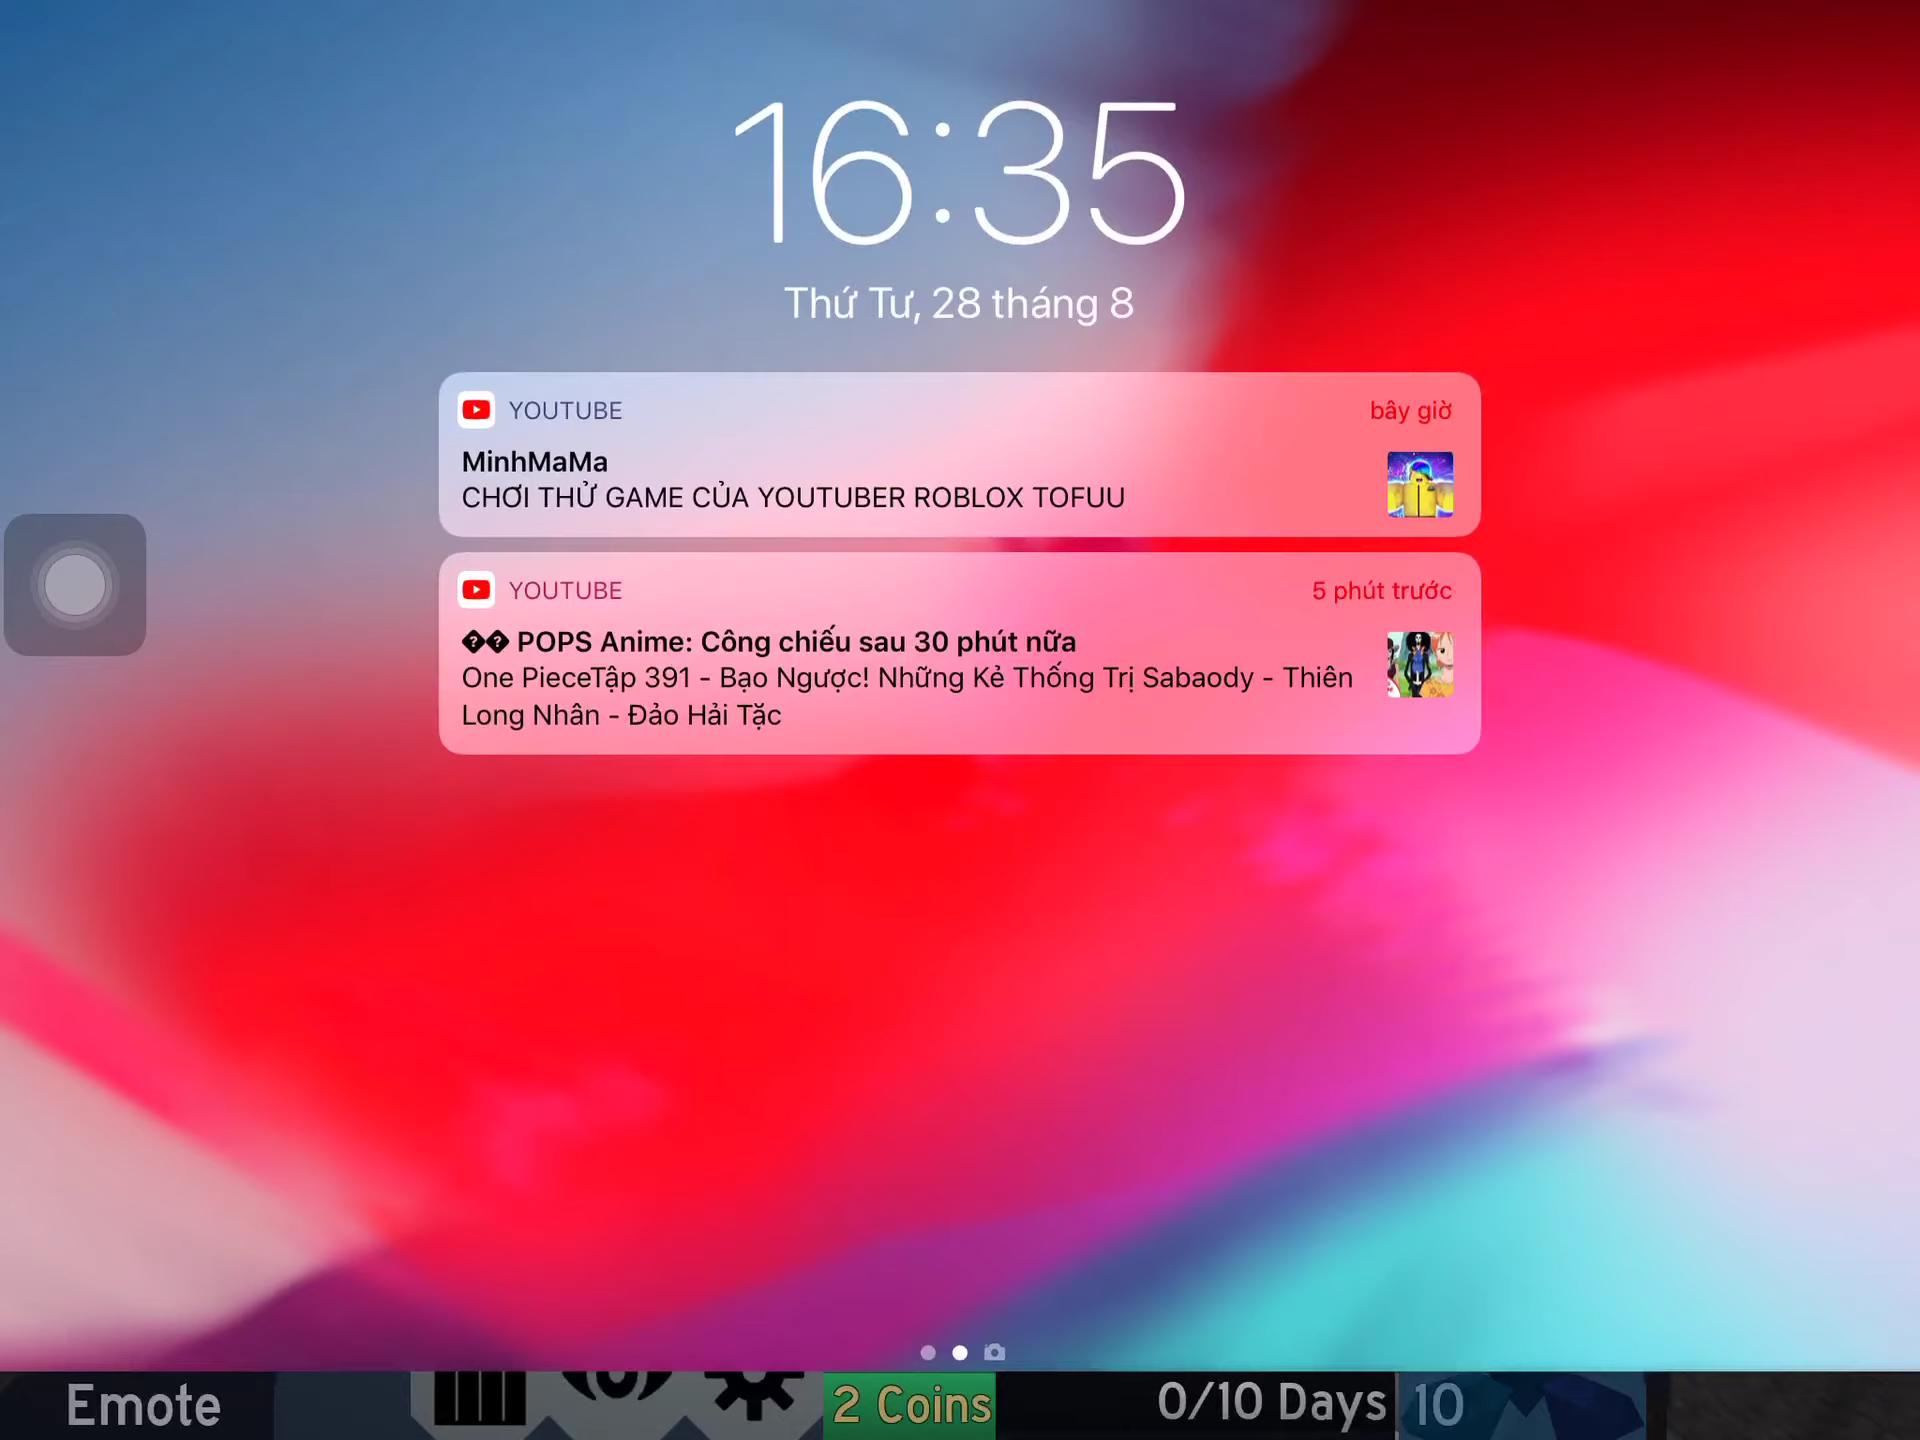 16:35
Thứ Tư, 28 tháng 8
YOUTUBE
bây giờ
MinhMaMa
CHƠI THỬ GAME CỦA YOUTUBER ROBLOX TOFUU
YOUTUBE
5 phút trước
�� POPS Anime: Công chiếu sau 30 phút nữa
One PieceTập 391 - Bạo Ngược! Những Kẻ Thống Trị Sabaody - Thiên
Long Nhân - Đảo Hải Tặc
Emote
2 Coins
0/10 Days
10